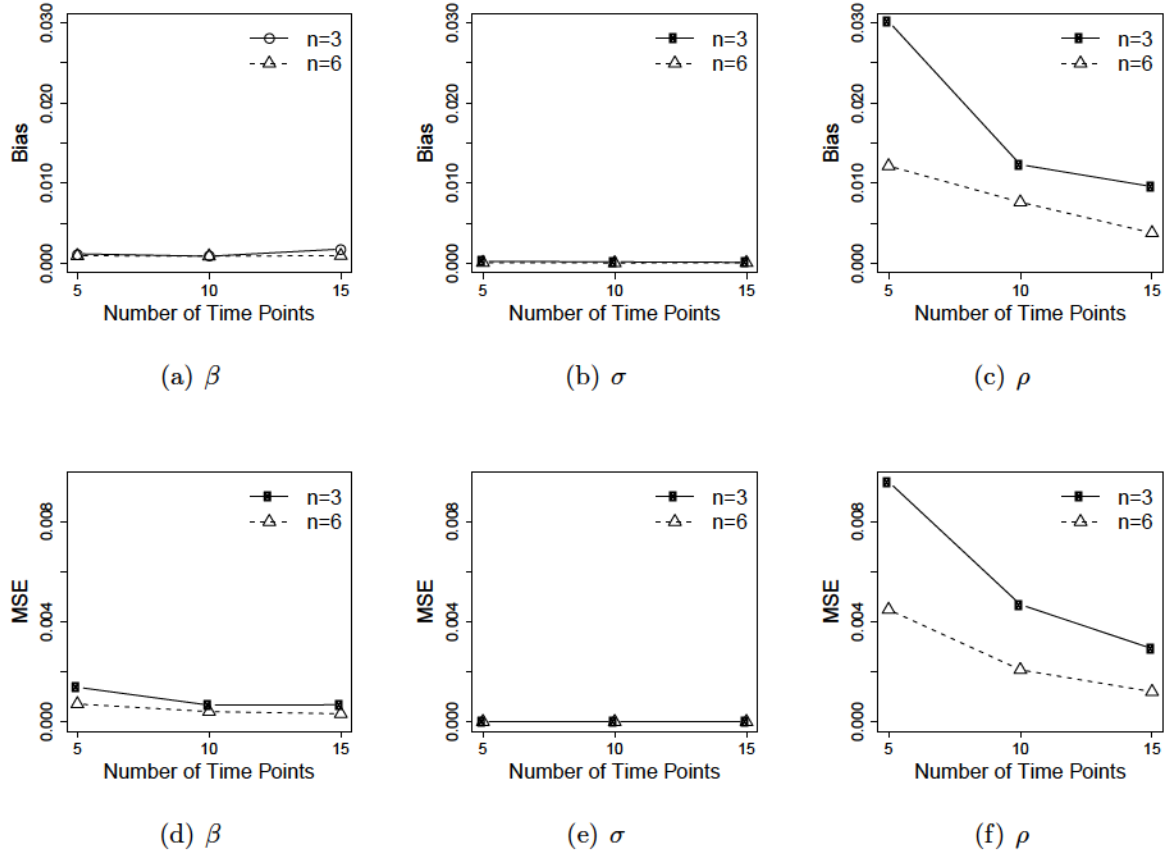 Bias
0.000 0.010 0.020 0.030
n=3
n=6
5 10 15
Number of Time Points
(a) β
Bias
0.000 0.010 0.020 0.030
n=3
n=6
5 10 15
Number of Time Points
(b) σ
Bias
0.000 0.010 0.020 0.030
n=3
n=6
5 10 15
Number of Time Points
(c) ρ
MSE
0.000 0.004 0.008
n=3
n=6
5 10 15
Number of Time Points
(d) β
MSE
0.000 0.004 0.008
n=3
n=6
5 10 15
Number of Time Points
(e) σ
MSE
0.000 0.004 0.008
n=3
n=6
5 10 15
Number of Time Points
(f) ρ